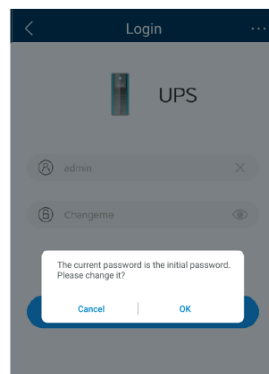 Login
UPS
admin
Changeme
The current password is the initial password.
Please change it?
Cancel
OK